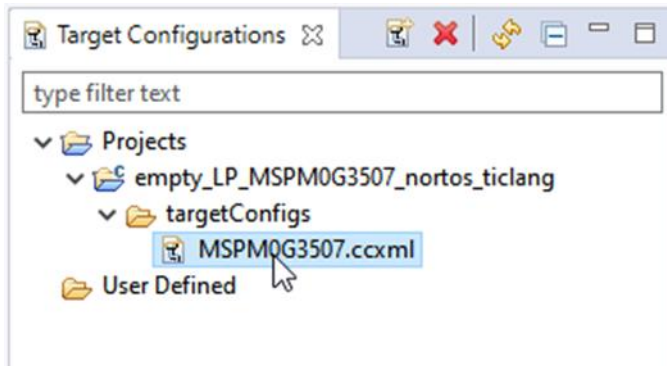 Target Configurations
type filter text
Projects
empty_LP_MSPM0G3507_nortos_ticlang
targetConfigs
MSPM0G3507.ccxml
User Defined